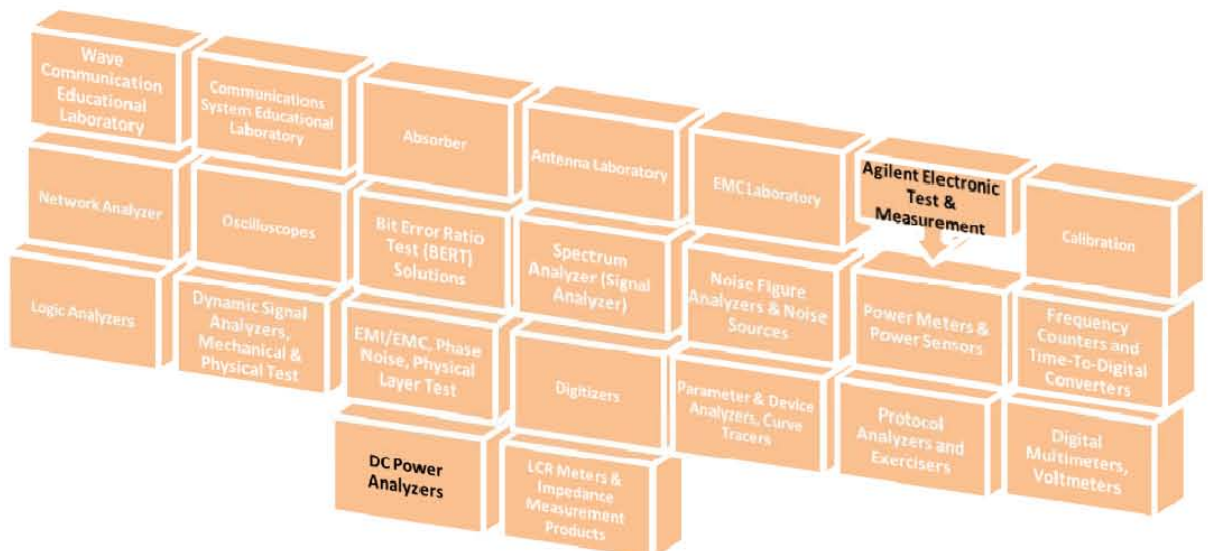 Wave
Communication
Educational
Laboratory
Communications
System Educational
Laboratory
Absorber
Antenna Laboratory
EMC Laboratory
Agilent Electronic
Test &
Measurement
Calibration
Network Analyzer
Oscilloscopes
Bit Error Ratio
Test (BERT)
Solutions
Spectrum
Analyzer (Signal
Analyzer)
Noise Figure
Analyzers & Noise
Sources
Power Meters &
Power Sensors
Frequency
Counters and
Time-To-Digital
Converters
Logic Analyzers
Dynamic Signal
Analyzers,
Mechanical &
Physical Test
EMI/EMC, Phase
Noise, Physical
Layer Test
Digitizers
Parameter & Device
Analyzers, Curve
Tracers
Protocol
Analyzers and
Exercisers
Digital
Multimeters,
Voltmeters
DC Power
Analyzers
LCR Meters &
Impedance
Measurement
Products